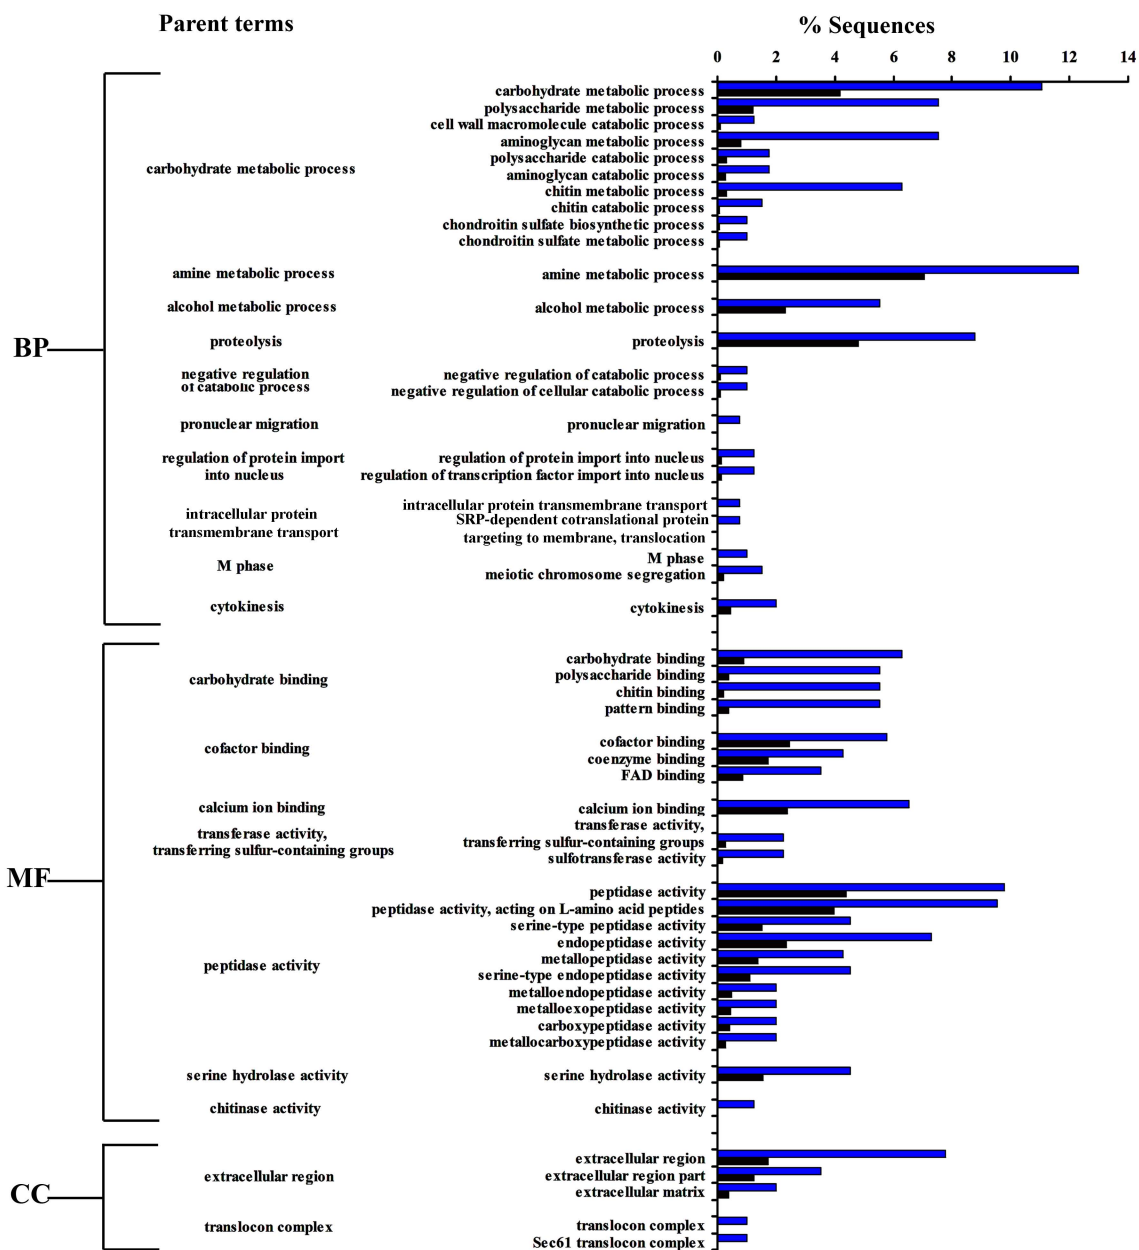 Parent terms
% Sequences
0 2 4 6 8 10 12 14
BP
carbohydrate metabolic process
carbohydrate metabolic process
polysaccharide metabolic process
cell wall macromolecule catabolic process
aminoglycan metabolic process
polysaccharide catabolic process
aminoglycan catabolic process
chitin metabolic process
chitin catabolic process
chondroitin sulfate biosynthetic process
chondroitin sulfate metabolic process
amine metabolic process
amine metabolic process
alcohol metabolic process
alcohol metabolic process
proteolysis
proteolysis
negative regulation
of catabolic process
negative regulation of catabolic process
negative regulation of cellular catabolic process
pronuclear migration
pronuclear migration
regulation of protein import
into nucleus
regulation of protein import into nucleus
regulation of transcription factor import into nucleus
intracellular protein
transmembrane transport
intracellular protein transmembrane transport
SRP-dependent cotranslational protein
targeting to membrane, translocation
M phase
M phase
meiotic chromosome segregation
cytokinesis
cytokinesis
MF
carbohydrate binding
carbohydrate binding
polysaccharide binding
chitin binding
pattern binding
cofactor binding
cofactor binding
coenzyme binding
FAD binding
calcium ion binding
calcium ion binding
transferase activity,
transferring sulfur-containing groups
transferase activity,
transferring sulfur-containing groups
sulfotransferase activity
peptidase activity
peptidase activity
peptidase activity, acting on L-amino acid peptides
serine-type peptidase activity
endopeptidase activity
metallopeptidase activity
serine-type endopeptidase activity
metalloendopeptidase activity
metalloexopeptidase activity
carboxypeptidase activity
metallocarboxypeptidase activity
serine hydrolase activity
serine hydrolase activity
chitinase activity
chitinase activity
CC
extracellular region
extracellular region
extracellular region part
extracellular matrix
translocon complex
translocon complex
Sec61 translocon complex